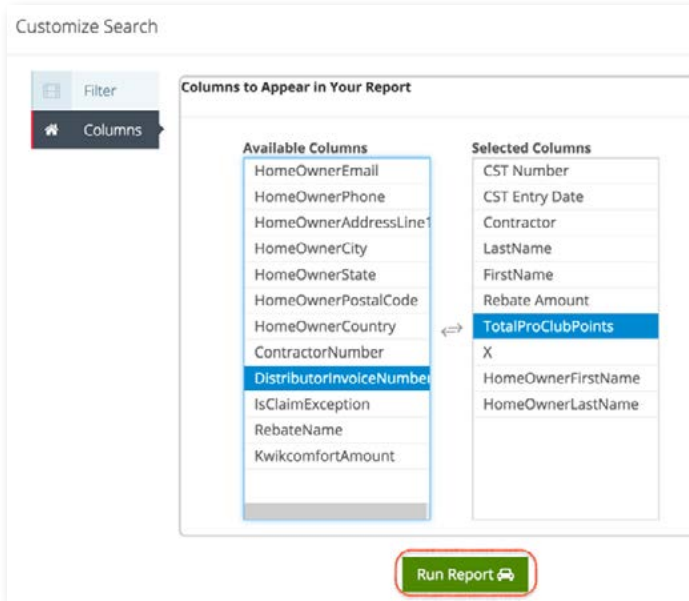 Customize Search
Filter
Columns
Columns to Appear in Your Report
Available Columns
HomeOwnerEmail
HomeOwnerPhone
HomeOwnerAddressLine1
HomeOwnerCity
HomeOwnerState
HomeOwnerPostalCode
HomeOwnerCountry
ContractorNumber
DistributorInvoiceNumber
IsClaimException
RebateName
KwikcomfortAmount
Selected Columns
CST Number
CST Entry Date
Contractor
LastName
FirstName
Rebate Amount
TotalProClubPoints
X
HomeOwnerFirstName
HomeOwnerLastName
Run Report